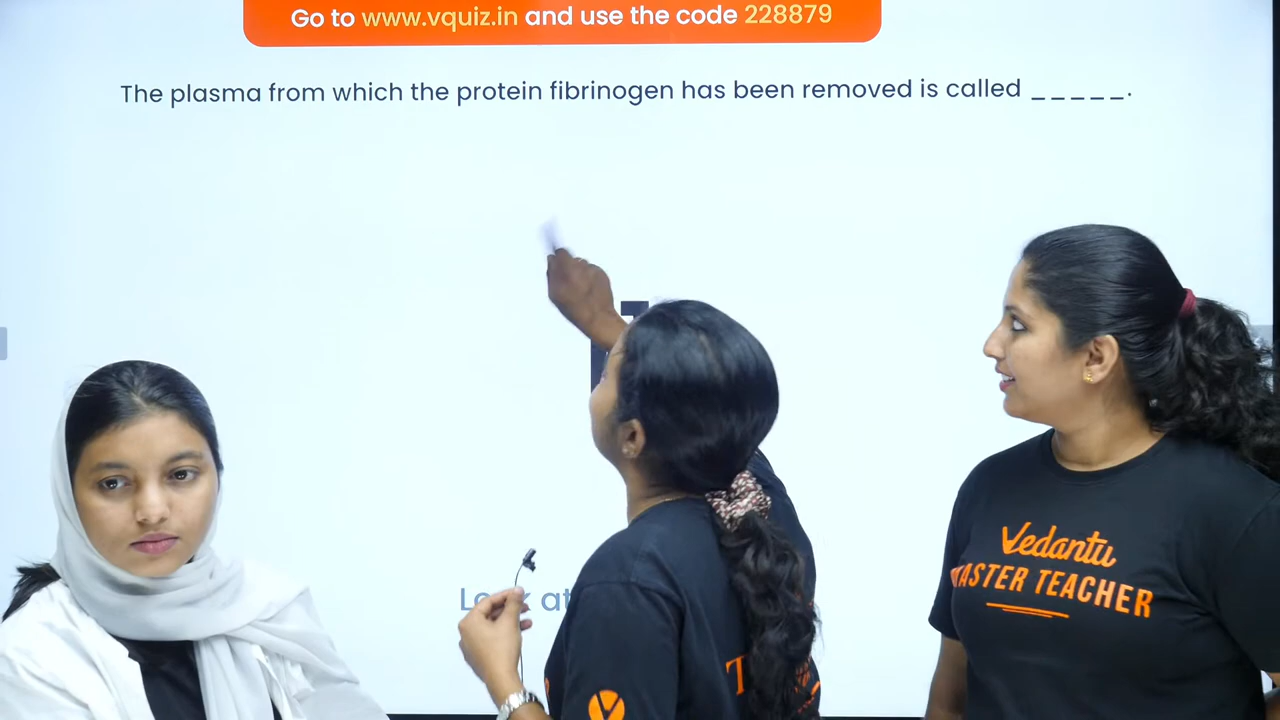 Go to www.vquiz.in and use the code 228879
The plasma from which the protein fibrinogen has been removed is called _____.
Vedantu
MASTER TEACHER